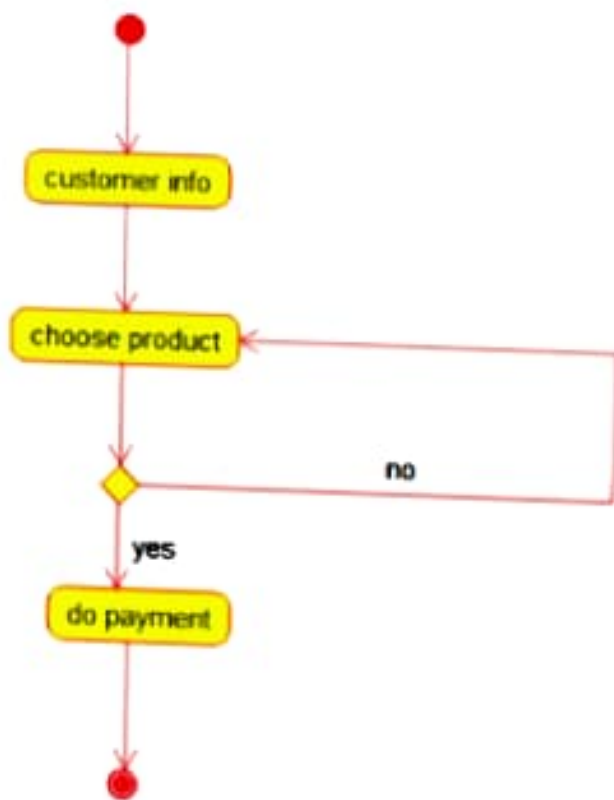 customer info
choose product
no
yes
do payment